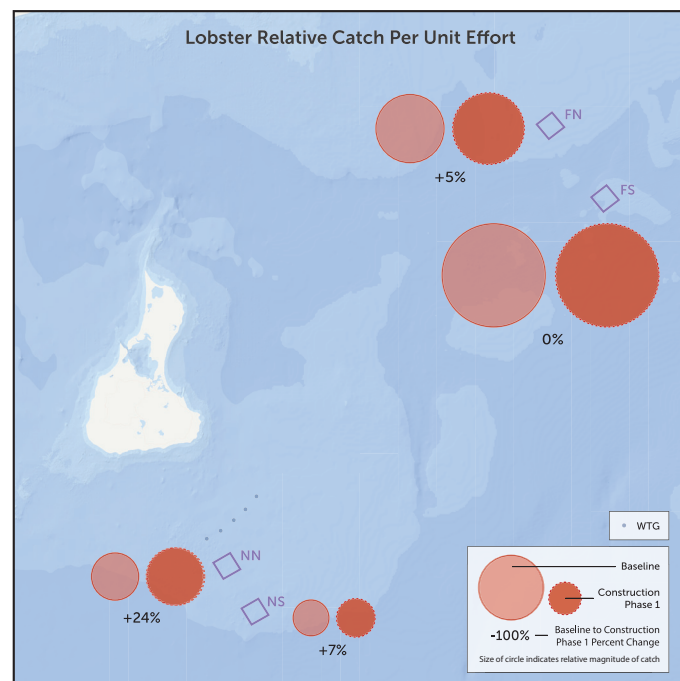 Lobster Relative Catch Per Unit Effort
FN
+5%
FS
0%
WTG
NN
NS
+24%
+7%
Baseline
Construction
Phase 1
-100%
Baseline to Construction
Phase 1 Percent Change
Size of circle indicates relative magnitude of catch